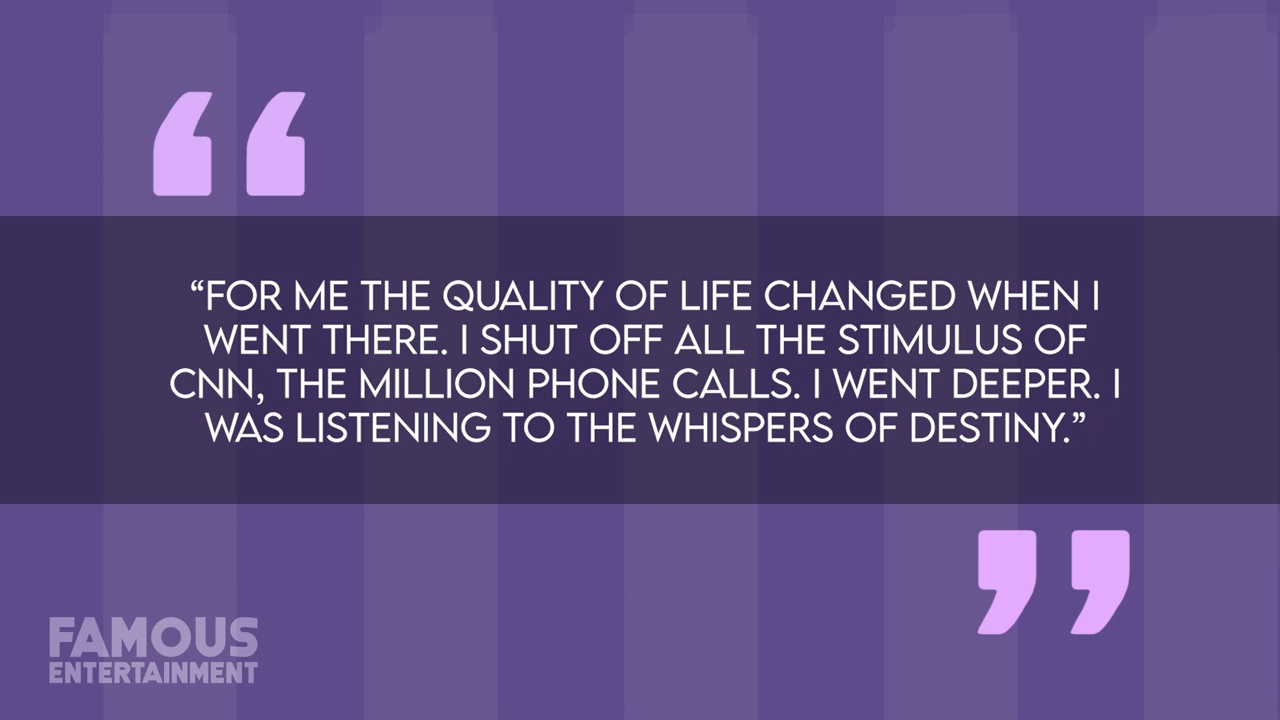 “FOR ME THE QUALITY OF LIFE CHANGED WHEN I
WENT THERE. I SHUT OFF ALL THE STIMULUS OF
CNN, THE MILLION PHONE CALLS. I WENT DEEPER. I
WAS LISTENING TO THE WHISPERS OF DESTINY.”
FAMOUS
ENTERTAINMENT